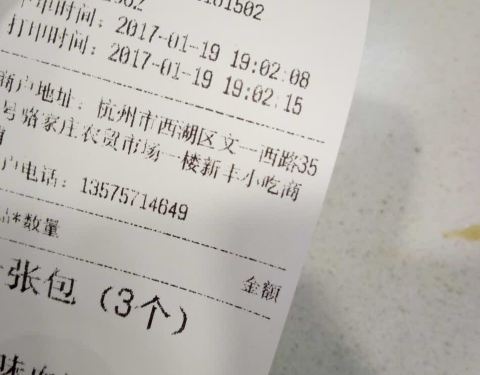 1502
单时间：2017-01-19 19:02:08
打印时间：2017-01-19 19:02:15
商户地址：杭州市西湖区文一西路35
号骆家庄农贸市场一楼新丰小吃商
户电话：13575714649
*数量 金额
张包（3个）
味